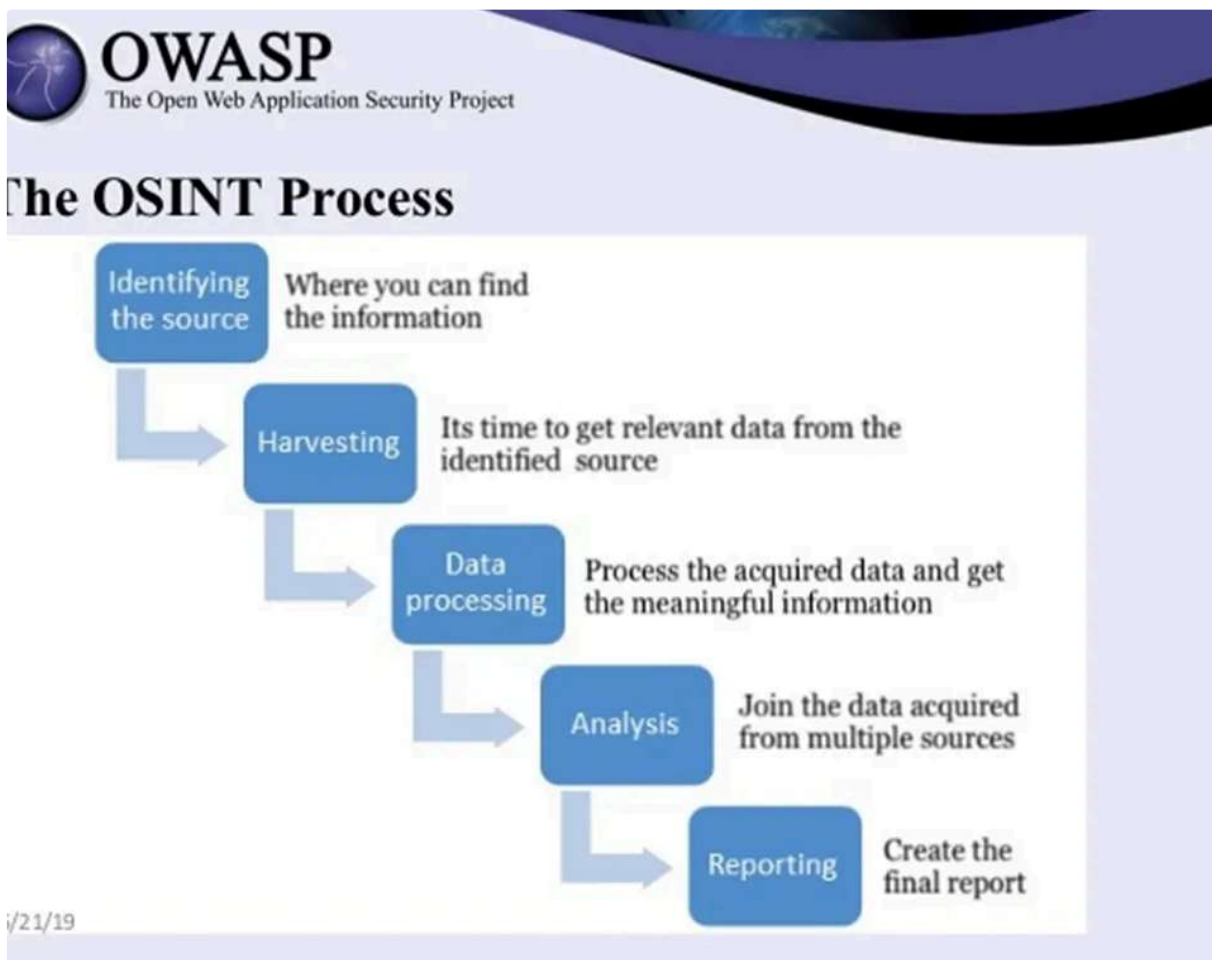 OWASP
The Open Web Application Security Project
The OSINT Process
Identifying
the source
Where you can find
the information
Harvesting
Its time to get relevant data from the
identified source
Data
processing
Process the acquired data and get
the meaningful information
Analysis
Join the data acquired
from multiple sources
Reporting
Create the
final report
/21/19